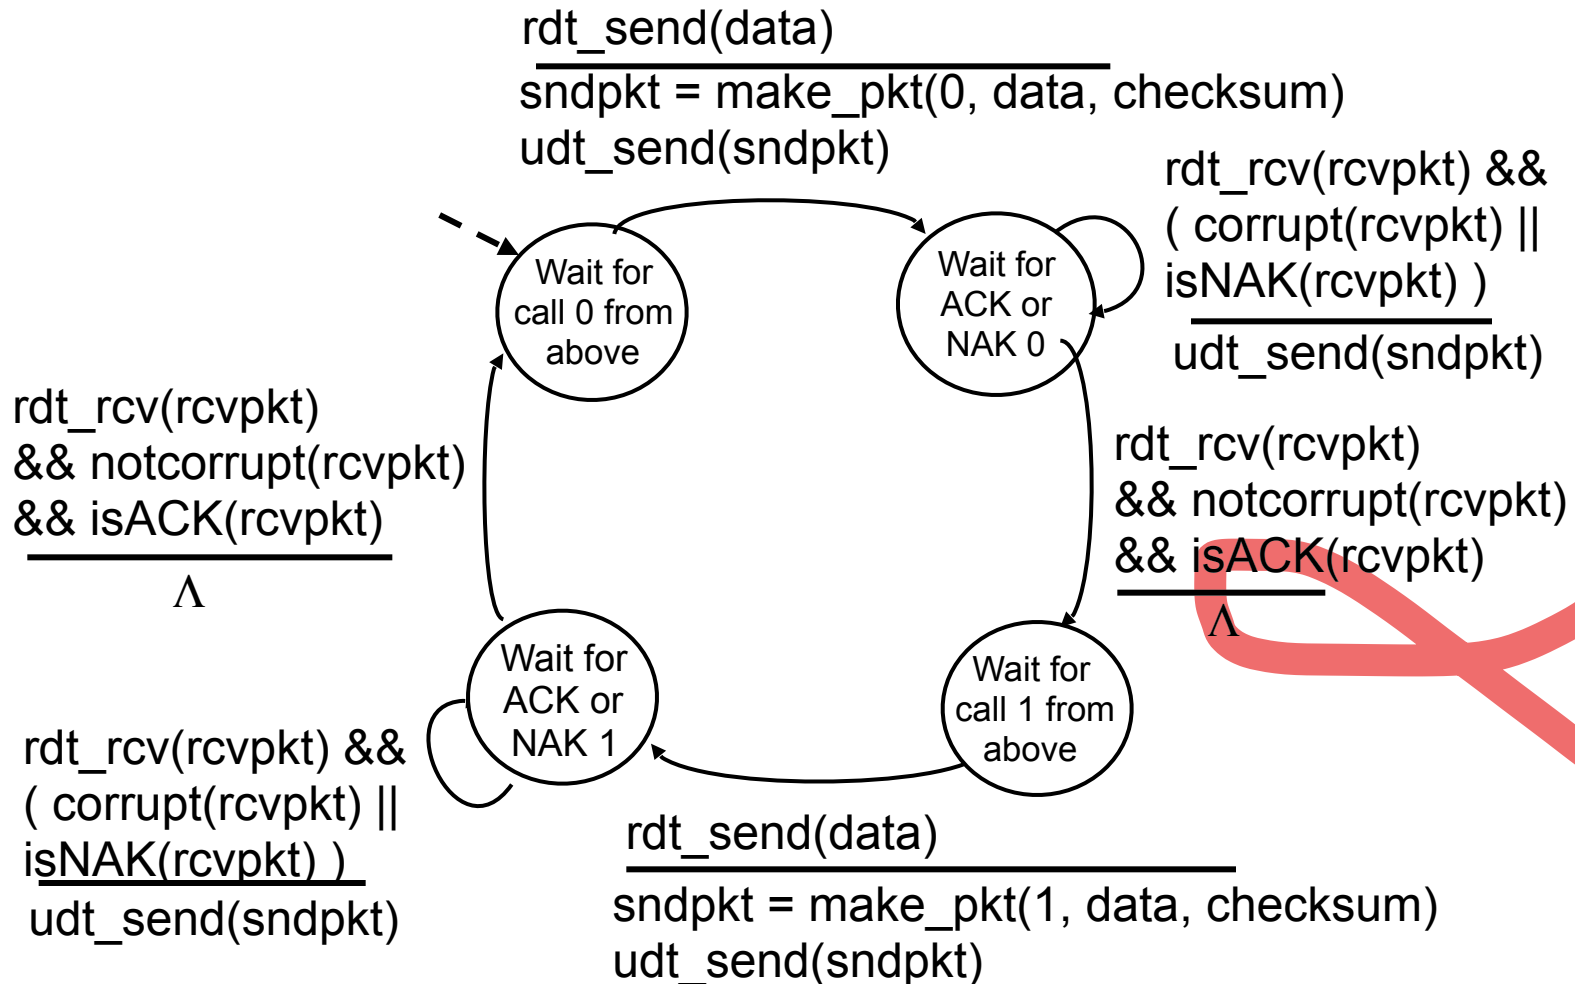 rdt_send(data)
sndpkt = make_pkt(0, data, checksum)
udt_send(sndpkt)
rdt_rcv(rcvpkt) &&
( corrupt(rcvpkt) ||
isNAK(rcvpkt) )
udt_send(sndpkt)
Wait for
call 0 from
above
Wait for
ACK or
NAK 0
rdt_rcv(rcvpkt)
&& notcorrupt(rcvpkt)
&& isACK(rcvpkt)
Λ
rdt_rcv(rcvpkt)
&& notcorrupt(rcvpkt)
&& isACK(rcvpkt)
Λ
Wait for
ACK or
NAK 1
Wait for
call 1 from
above
rdt_rcv(rcvpkt) &&
( corrupt(rcvpkt) ||
isNAK(rcvpkt) )
udt_send(sndpkt)
rdt_send(data)
sndpkt = make_pkt(1, data, checksum)
udt_send(sndpkt)